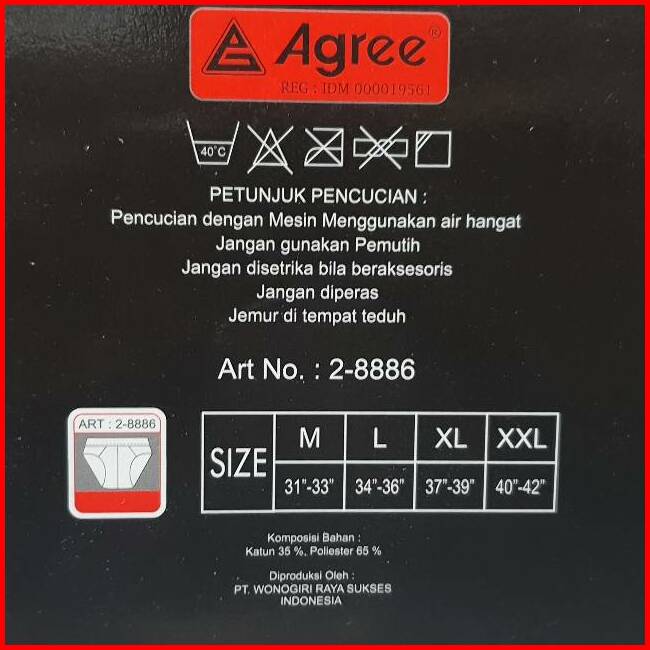 Agree®
REG : IDM 000019561
40°C
PETUNJUK PENCUCIAN :
Pencucian dengan Mesin Menggunakan air hangat
Jangan gunakan Pemutih
Jangan disetrika bila beraksesoris
Jangan diperas
Jemur di tempat teduh
Art No. : 2-8886
ART : 2-8886
SIZE M L XL XXL
31"-33" 34"-36" 37"-39" 40"-42"
Komposisi Bahan :
Katun 35 %, Poliester 65 %
Diproduksi Oleh :
PT. WONOGIRI RAYA SUKSES
INDONESIA